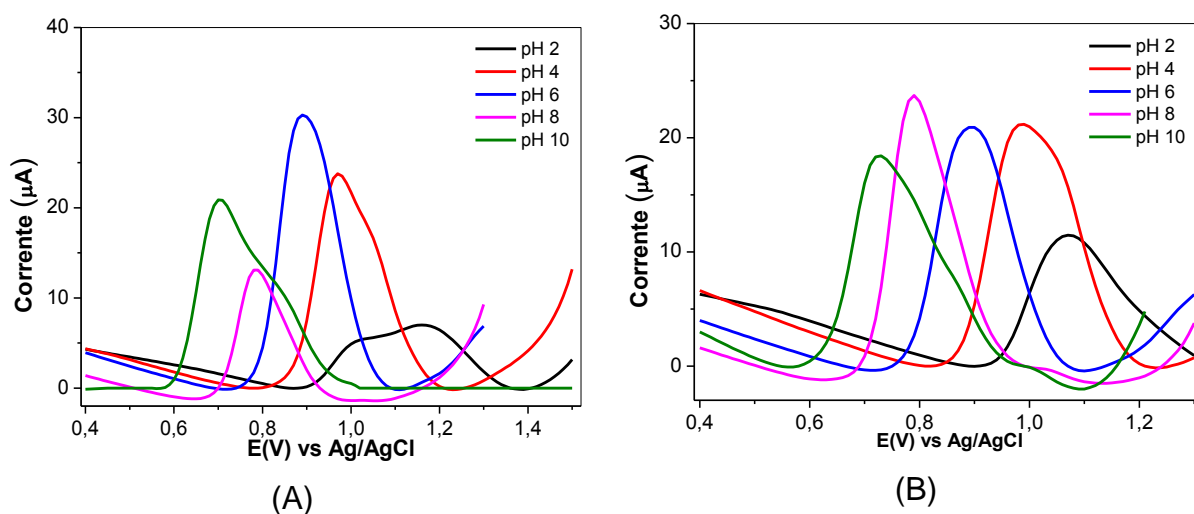 40
30
20
10
0
Corrente (µA)
pH 2
pH 4
pH 6
pH 8
pH 10
0,4 0,6 0,8 1,0 1,2 1,4
E(V) vs Ag/AgCl
(A)
30
20
10
0
Corrente (µA)
pH 2
pH 4
pH 6
pH 8
pH 10
0,4 0,6 0,8 1,0 1,2
E(V) vs Ag/AgCl
(B)